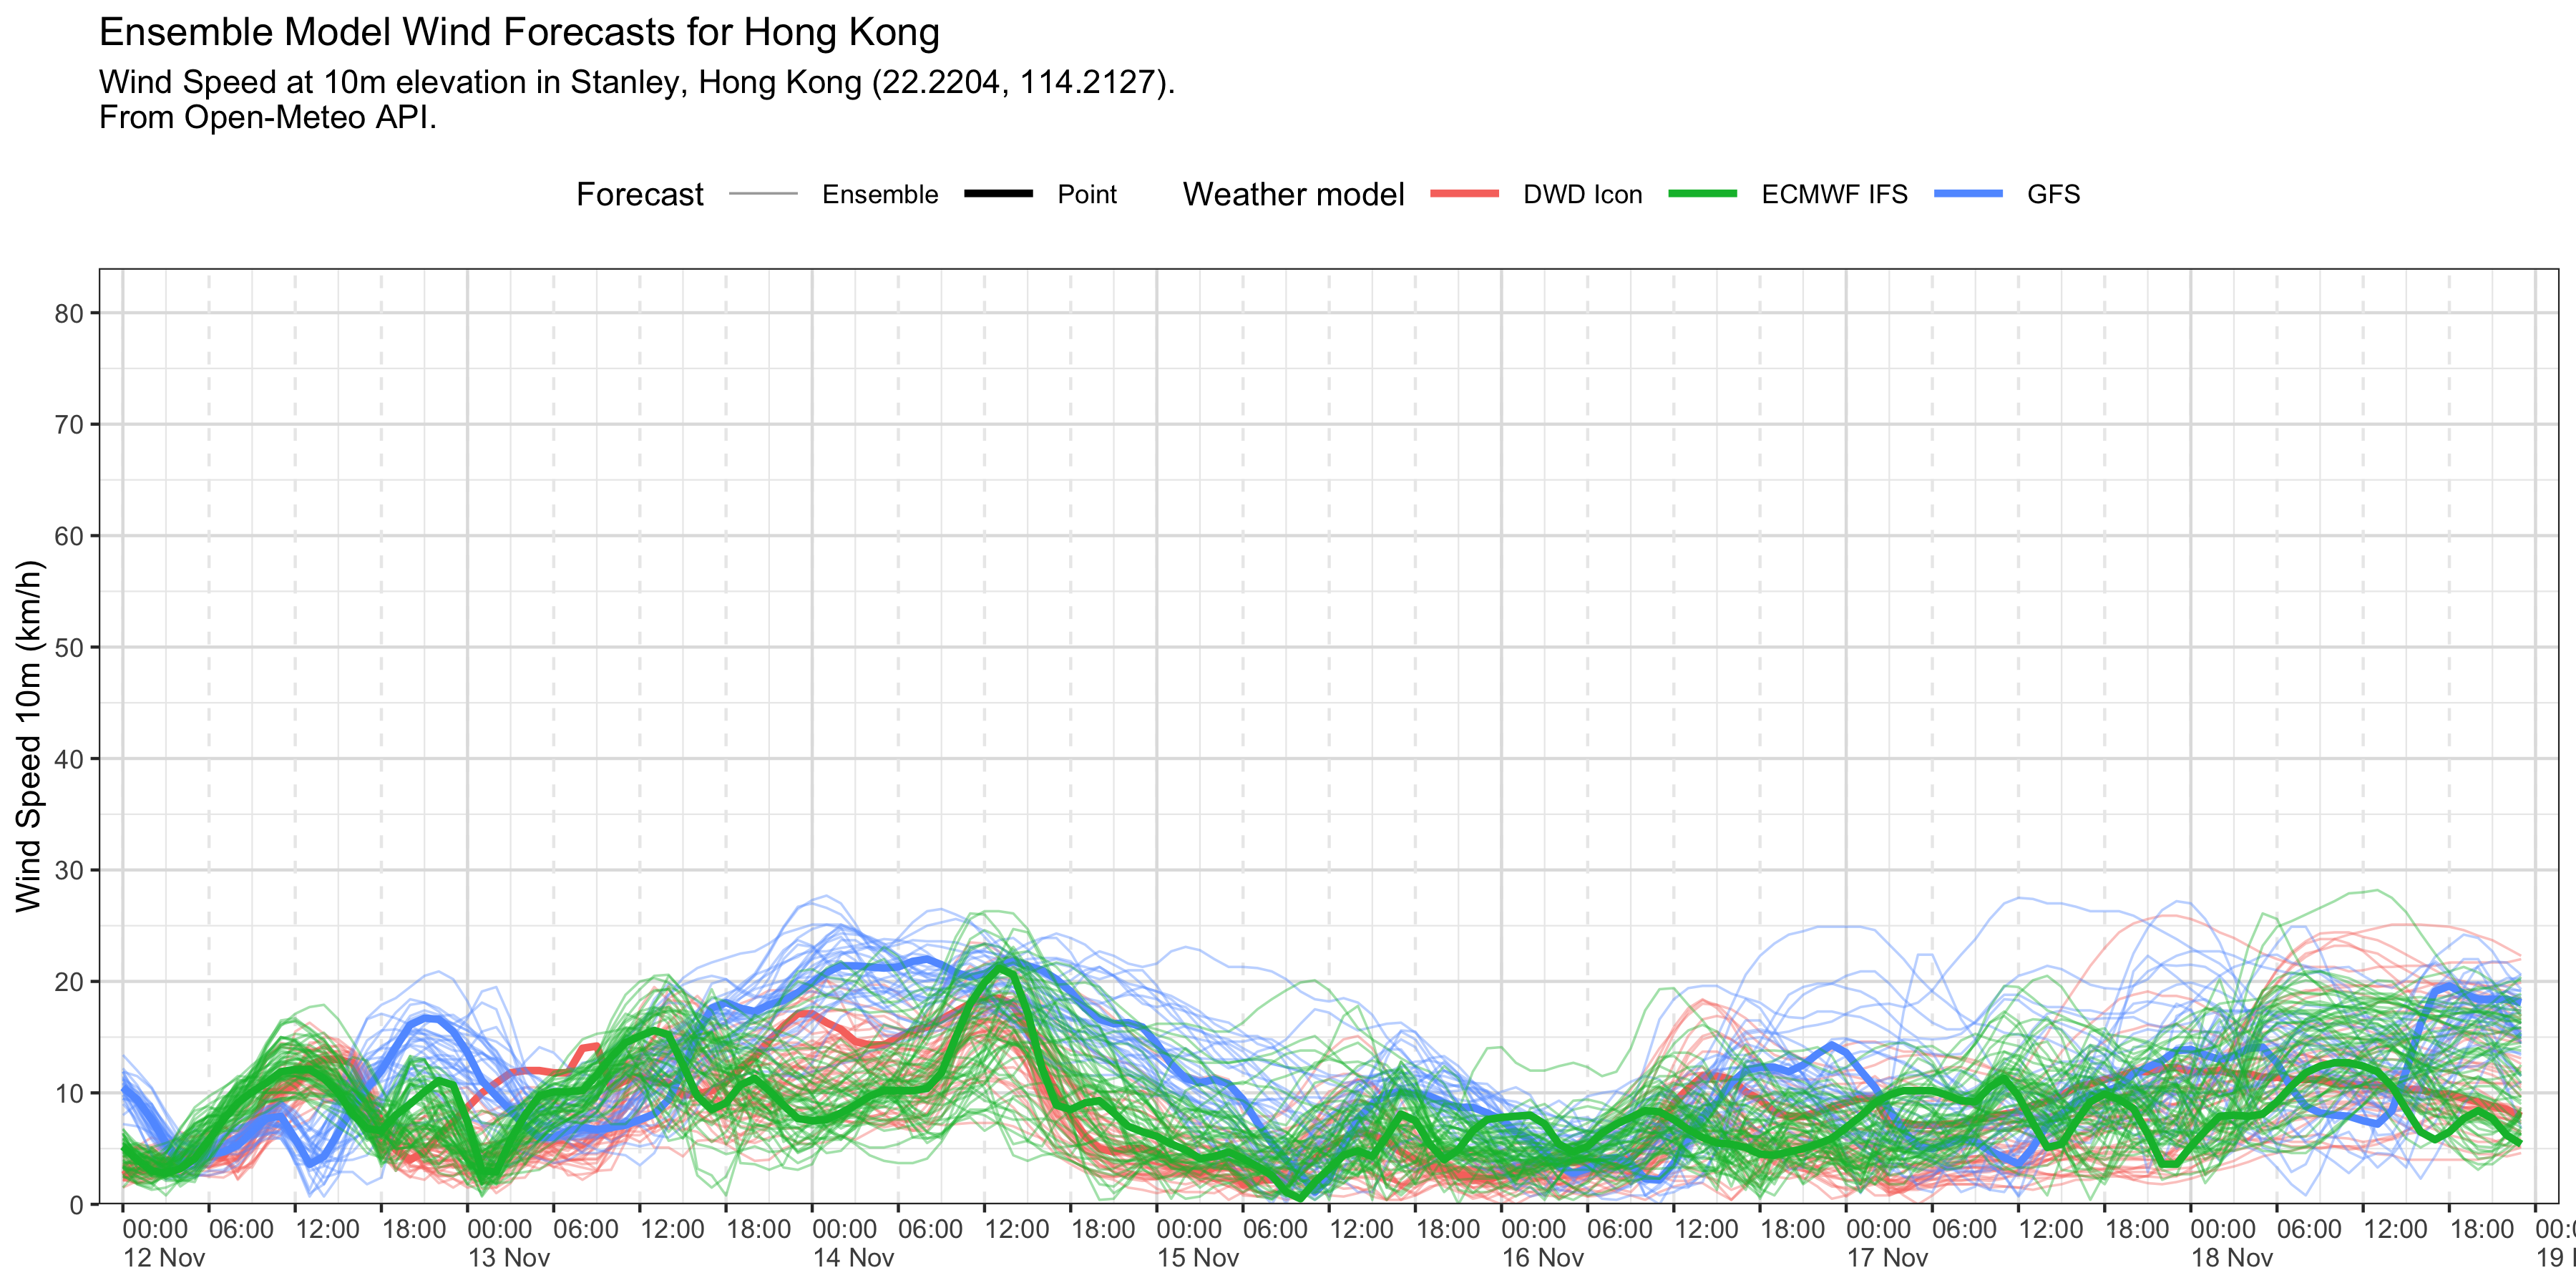 Ensemble Model Wind Forecasts for Hong Kong
Wind Speed at 10m elevation in Stanley, Hong Kong (22.2204, 114.2127).
From Open-Meteo API.
Forecast Ensemble Point Weather model DWD Icon ECMWF IFS GFS
Wind Speed 10m (km/h)
80
70
60
50
40
30
20
10
0
00:00 06:00 12:00 18:00 00:00 06:00 12:00 18:00 00:00 06:00 12:00 18:00 00:00 06:00 12:00 18:00 00:00 06:00 12:00 18:00 00:00 06:00 12:00 18:00 00:00 06:00 12:00 18:00 00:0
12 Nov 13 Nov 14 Nov 15 Nov 16 Nov 17 Nov 18 Nov 19